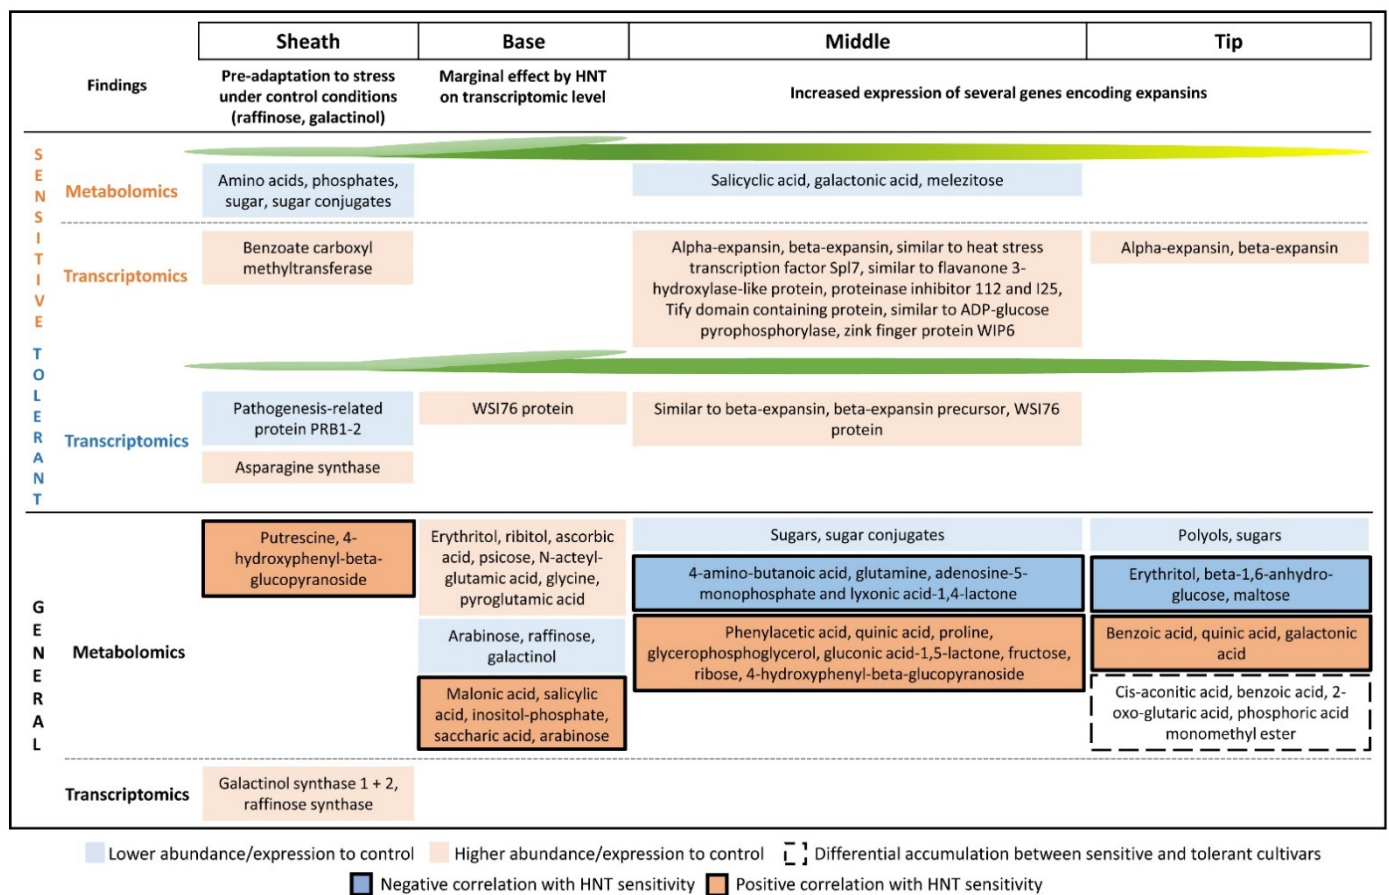 Sheath
Base
Middle
Tip
Findings
Pre-adaptation to stress
under control conditions
(raffinose, galactinol)
Marginal effect by HNT
on transcriptomic level
Increased expression of several genes encoding expansins
SENSITIVE
Metabolomics
Amino acids, phosphates,
sugar, sugar conjugates
Salicyclic acid, galactonic acid, melezitose
Transcriptomics
Benzoate carboxyl
methyltransferase
Alpha-expansin, beta-expansin, similar to heat stress
transcription factor Spl7, similar to flavanone 3-
hydroxylase-like protein, proteinase inhibitor 112 and I25,
Tify domain containing protein, similar to ADP-glucose
pyrophosphorylase, zink finger protein WIP6
Alpha-expansin, beta-expansin
TOLERANT
Transcriptomics
Pathogenesis-related
protein PRB1-2
Asparagine synthase
WSI76 protein
Similar to beta-expansin, beta-expansin precursor, WSI76
protein
GENERAL
Metabolomics
Putrescine, 4-
hydroxyphenyl-beta-
glucopyranoside
Erythritol, ribitol, ascorbic
acid, psicose, N-acteyl-
glutamic acid, glycine,
pyroglutamic acid
Arabinose, raffinose,
galactinol
Malonic acid, salicylic
acid, inositol-phosphate,
saccharic acid, arabinose
Sugars, sugar conjugates
4-amino-butanoic acid, glutamine, adenosine-5-
monophosphate and lyxonic acid-1,4-lactone
Phenylacetic acid, quinic acid, proline,
glycerophosphoglycerol, gluconic acid-1,5-lactone, fructose,
ribose, 4-hydroxyphenyl-beta-glucopyranoside
Polyols, sugars
Erythritol, beta-1,6-anhydro-
glucose, maltose
Benzoic acid, quinic acid, galactonic
acid
Cis-aconitic acid, benzoic acid, 2-
oxo-glutaric acid, phosphoric acid
monomethyl ester
Transcriptomics
Galactinol synthase 1 + 2,
raffinose synthase
Lower abundance/expression to control
Higher abundance/expression to control
Differential accumulation between sensitive and tolerant cultivars
Negative correlation with HNT sensitivity
Positive correlation with HNT sensitivity